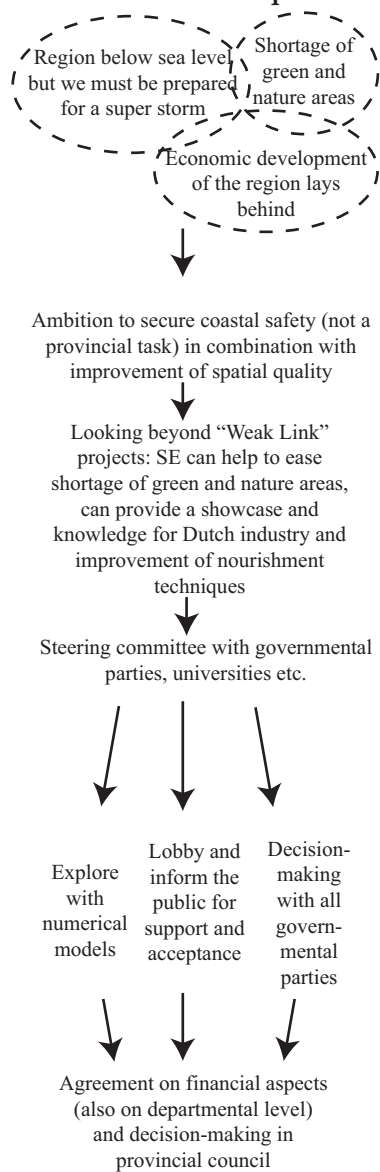 Region below sea level
but we must be prepared
for a super storm
Shortage of
green and
nature areas
Economic development
of the region lays
behind
Ambition to secure coastal safety (not a
provincial task) in combination with
improvement of spatial quality
Looking beyond “Weak Link”
projects: SE can help to ease
shortage of green and nature areas,
can provide a showcase and
knowledge for Dutch industry and
improvement of nourishment
techniques
Steering committee with governmental
parties, universities etc.
Explore
with
numerical
models
Lobby and
inform the
public for
support and
acceptance
Decision-
making
with all
govern-
mental
parties
Agreement on financial aspects
(also on departmental level)
and decision-making in
provincial council